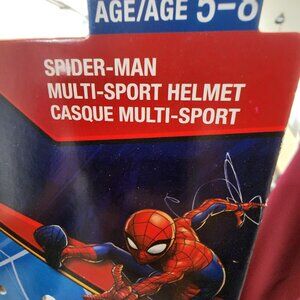 AGE/AGE 5-8
SPIDER-MAN
MULTI-SPORT HELMET
CASQUE MULTI-SPORT